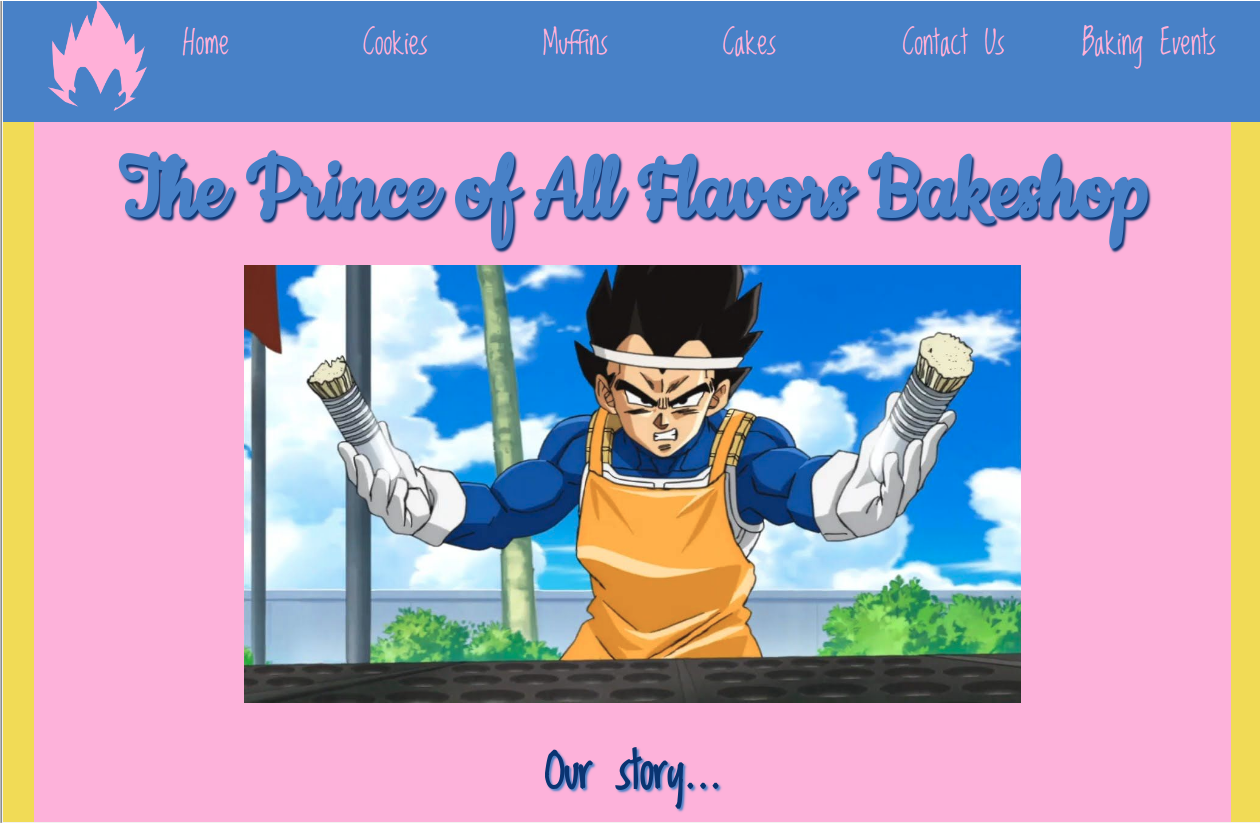 Home Cookies Muffins Cakes Contact Us Baking Events
The Prince of All Flavors Bakeshop
Our story...